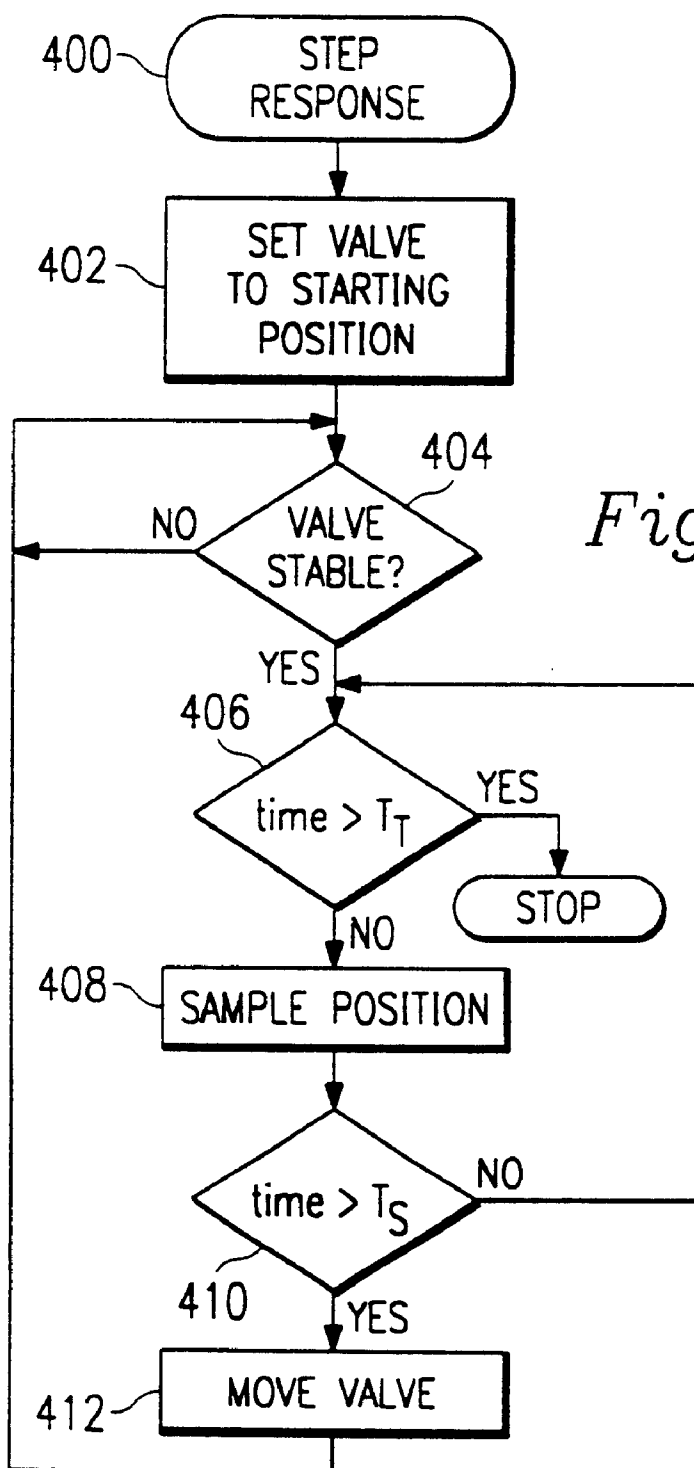 400
STEP
RESPONSE
402
SET VALVE
TO STARTING
POSITION
404
NO
VALVE
STABLE?
Fig
YES
406
time > T_T
YES
STOP
NO
408
SAMPLE POSITION
time > T_S
NO
410
YES
412
MOVE VALVE